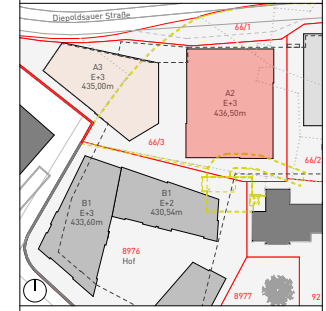 Diepoldsauer Straße
66/1
A3
E+3
435,00m
A2
E+3
436,50m
66/3
66/2
B1
E+3
433,60m
B1
E+2
430,54m
8976
Hof
8977
92